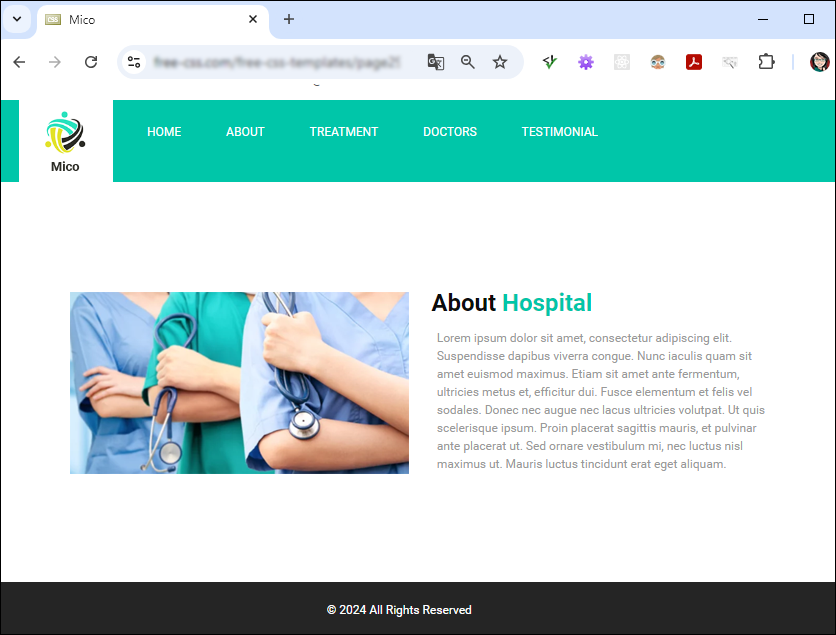 CSS
Mico
HOME ABOUT TREATMENT DOCTORS TESTIMONIAL
Mico
About Hospital
Lorem ipsum dolor sit amet, consectetur adipiscing elit.
Suspendisse dapibus viverra congue. Nunc iaculis quam sit
amet euismod maximus. Etiam sit amet ante fermentum,
ultricies metus et, efficitur dui. Fusce elementum et felis vel
sodales. Donec nec augue nec lacus ultricies volutpat. Ut quis
scelerisque ipsum. Proin placerat sagittis mauris, et pulvinar
ante placerat ut. Sed ornare vestibulum mi, nec luctus nisl
maximus ut. Mauris luctus tincidunt erat eget aliquam.
© 2024 All Rights Reserved